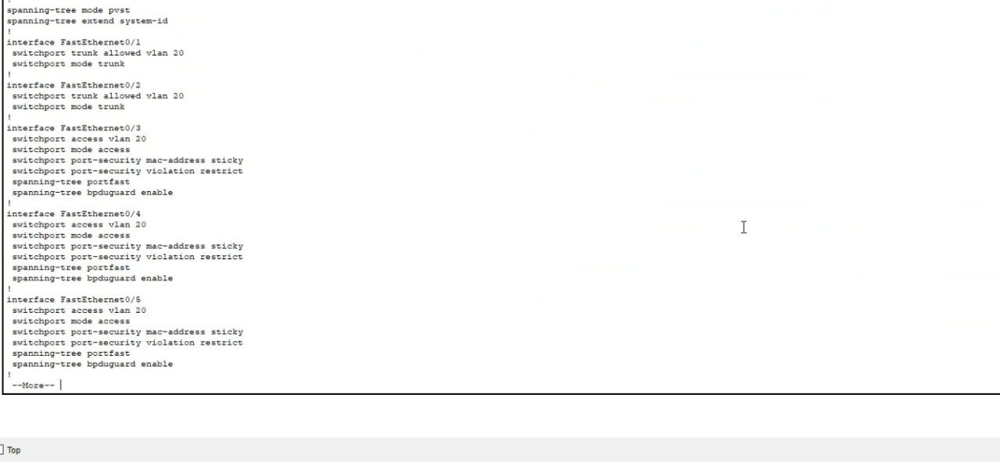 !
spanning-tree mode pvst
spanning-tree extend system-id
!
interface FastEthernet0/1
switchport trunk allowed vlan 20
switchport mode trunk
!
interface FastEthernet0/2
switchport trunk allowed vlan 20
switchport mode trunk
!
interface FastEthernet0/3
switchport access vlan 20
switchport mode access
switchport port-security mac-address sticky
switchport port-security violation restrict
spanning-tree portfast
spanning-tree bpduguard enable
!
interface FastEthernet0/4
switchport access vlan 20
switchport mode access
switchport port-security mac-address sticky
switchport port-security violation restrict
spanning-tree portfast
spanning-tree bpduguard enable
!
interface FastEthernet0/5
switchport access vlan 20
switchport mode access
switchport port-security mac-address sticky
switchport port-security violation restrict
spanning-tree portfast
spanning-tree bpduguard enable
!
--More--
Top